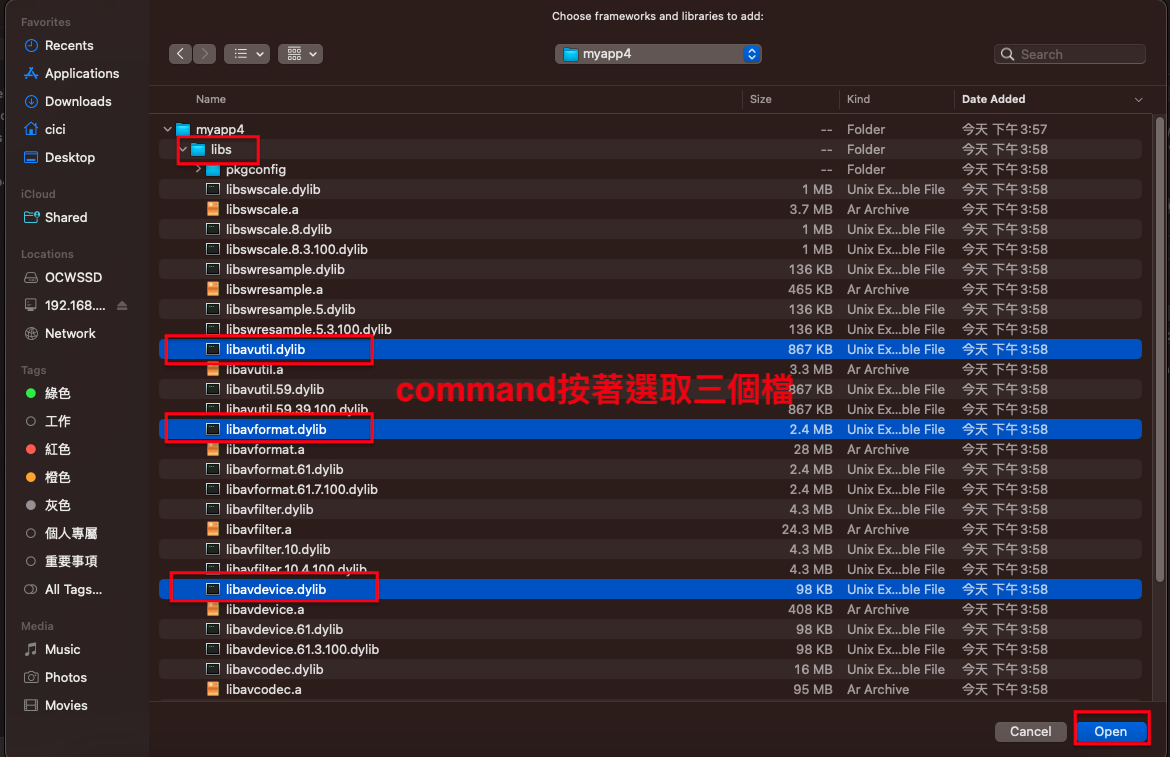 Choose frameworks and libraries to add:
Favorites
Recents
Applications
Downloads
cici
Desktop
iCloud
Shared
Locations
OCWSSD
192.168....
Network
Tags
綠色
工作
紅色
橙色
灰色
個人專屬
重要事項
All Tags...
Media
Music
Photos
Movies
myapp4
Search
Name Size Kind Date Added
myapp4 -- Folder 今天 下午3:57
libs -- Folder 今天 下午3:58
pkgconfig -- Folder 今天 下午3:58
libswscale.dylib 1 MB Unix Ex...ble File 今天 下午3:58
libswscale.a 3.7 MB Ar Archive 今天 下午3:58
libswscale.8.dylib 1 MB Unix Ex...ble File 今天 下午3:58
libswscale.8.3.100.dylib 1 MB Unix Ex...ble File 今天 下午3:58
libswresample.dylib 136 KB Unix Ex...ble File 今天 下午3:58
libswresample.a 465 KB Ar Archive 今天 下午3:58
libswresample.5.dylib 136 KB Unix Ex...ble File 今天 下午3:58
libswresample.5.3.100.dylib 136 KB Unix Ex...ble File 今天 下午3:58
libavutil.dylib 867 KB Unix Ex...ble File 今天 下午3:58
libavutil.a 3.3 MB Ar Archive 今天 下午3:58
libavutil.59.dylib 867 KB Unix Ex...ble File 今天 下午3:58
command按著選取三個檔
libavutil.59.39.100.dylib 867 KB Unix Ex...ble File 今天 下午3:58
libavformat.dylib 2.4 MB Unix Ex...ble File 今天 下午3:58
libavformat.a 28 MB Ar Archive 今天 下午3:58
libavformat.61.dylib 2.4 MB Unix Ex...ble File 今天 下午3:58
libavformat.61.7.100.dylib 2.4 MB Unix Ex...ble File 今天 下午3:58
libavfilter.dylib 4.3 MB Unix Ex...ble File 今天 下午3:58
libavfilter.a 24.3 MB Ar Archive 今天 下午3:58
libavfilter.10.dylib 4.3 MB Unix Ex...ble File 今天 下午3:58
libavfilter.10.4.100.dylib 4.3 MB Unix Ex...ble File 今天 下午3:58
libavdevice.dylib 98 KB Unix Ex...ble File 今天 下午3:58
libavdevice.a 408 KB Ar Archive 今天 下午3:58
libavdevice.61.dylib 98 KB Unix Ex...ble File 今天 下午3:58
libavdevice.61.3.100.dylib 98 KB Unix Ex...ble File 今天 下午3:58
libavcodec.dylib 16 MB Unix Ex...ble File 今天 下午3:58
libavcodec.a 95 MB Ar Archive 今天 下午3:58
Cancel Open